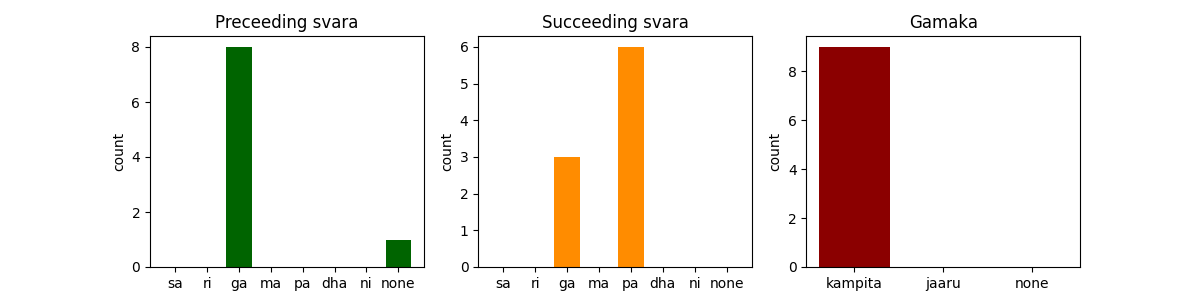 Preceeding svara
count
8
6
4
2
0
sa ri ga ma pa dha ni none
Succeeding svara
count
6
5
4
3
2
1
0
sa ri ga ma pa dha ni none
Gamaka
count
8
6
4
2
0
kampita jaaru none